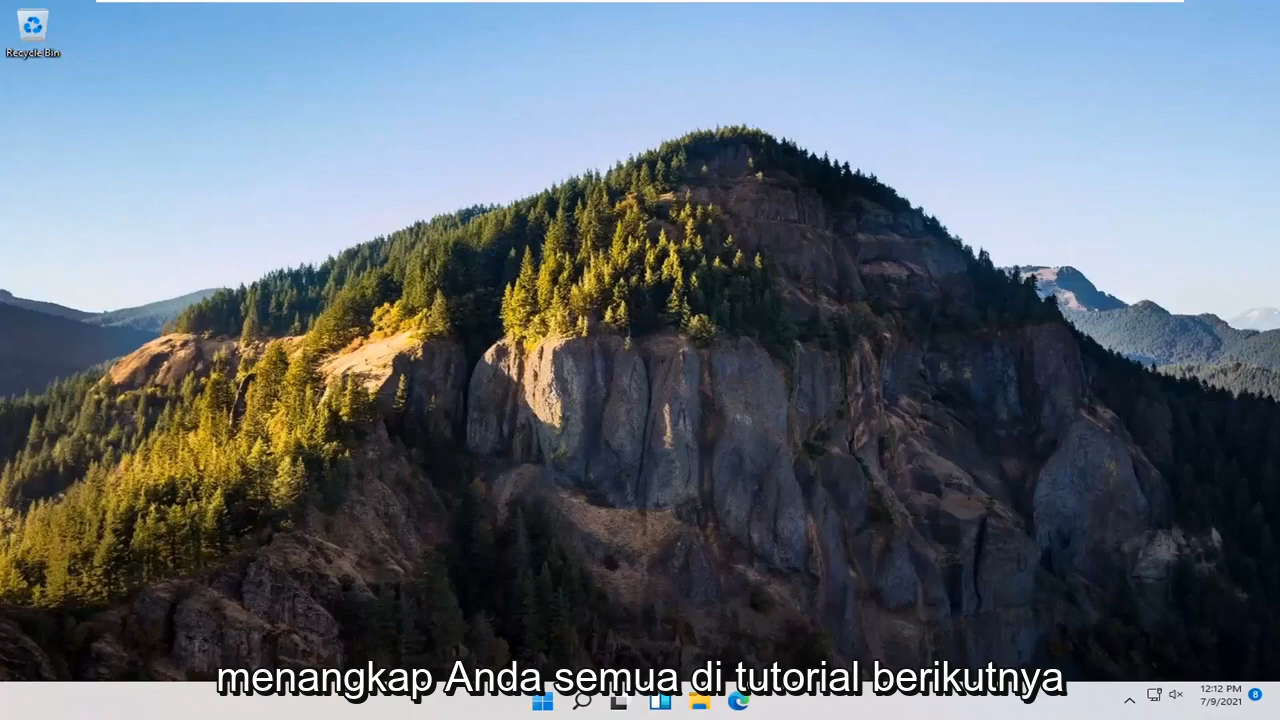 Recycle Bin
menangkap Anda semua di tutorial berikutnya
12:12 PM
7/9/2021
8